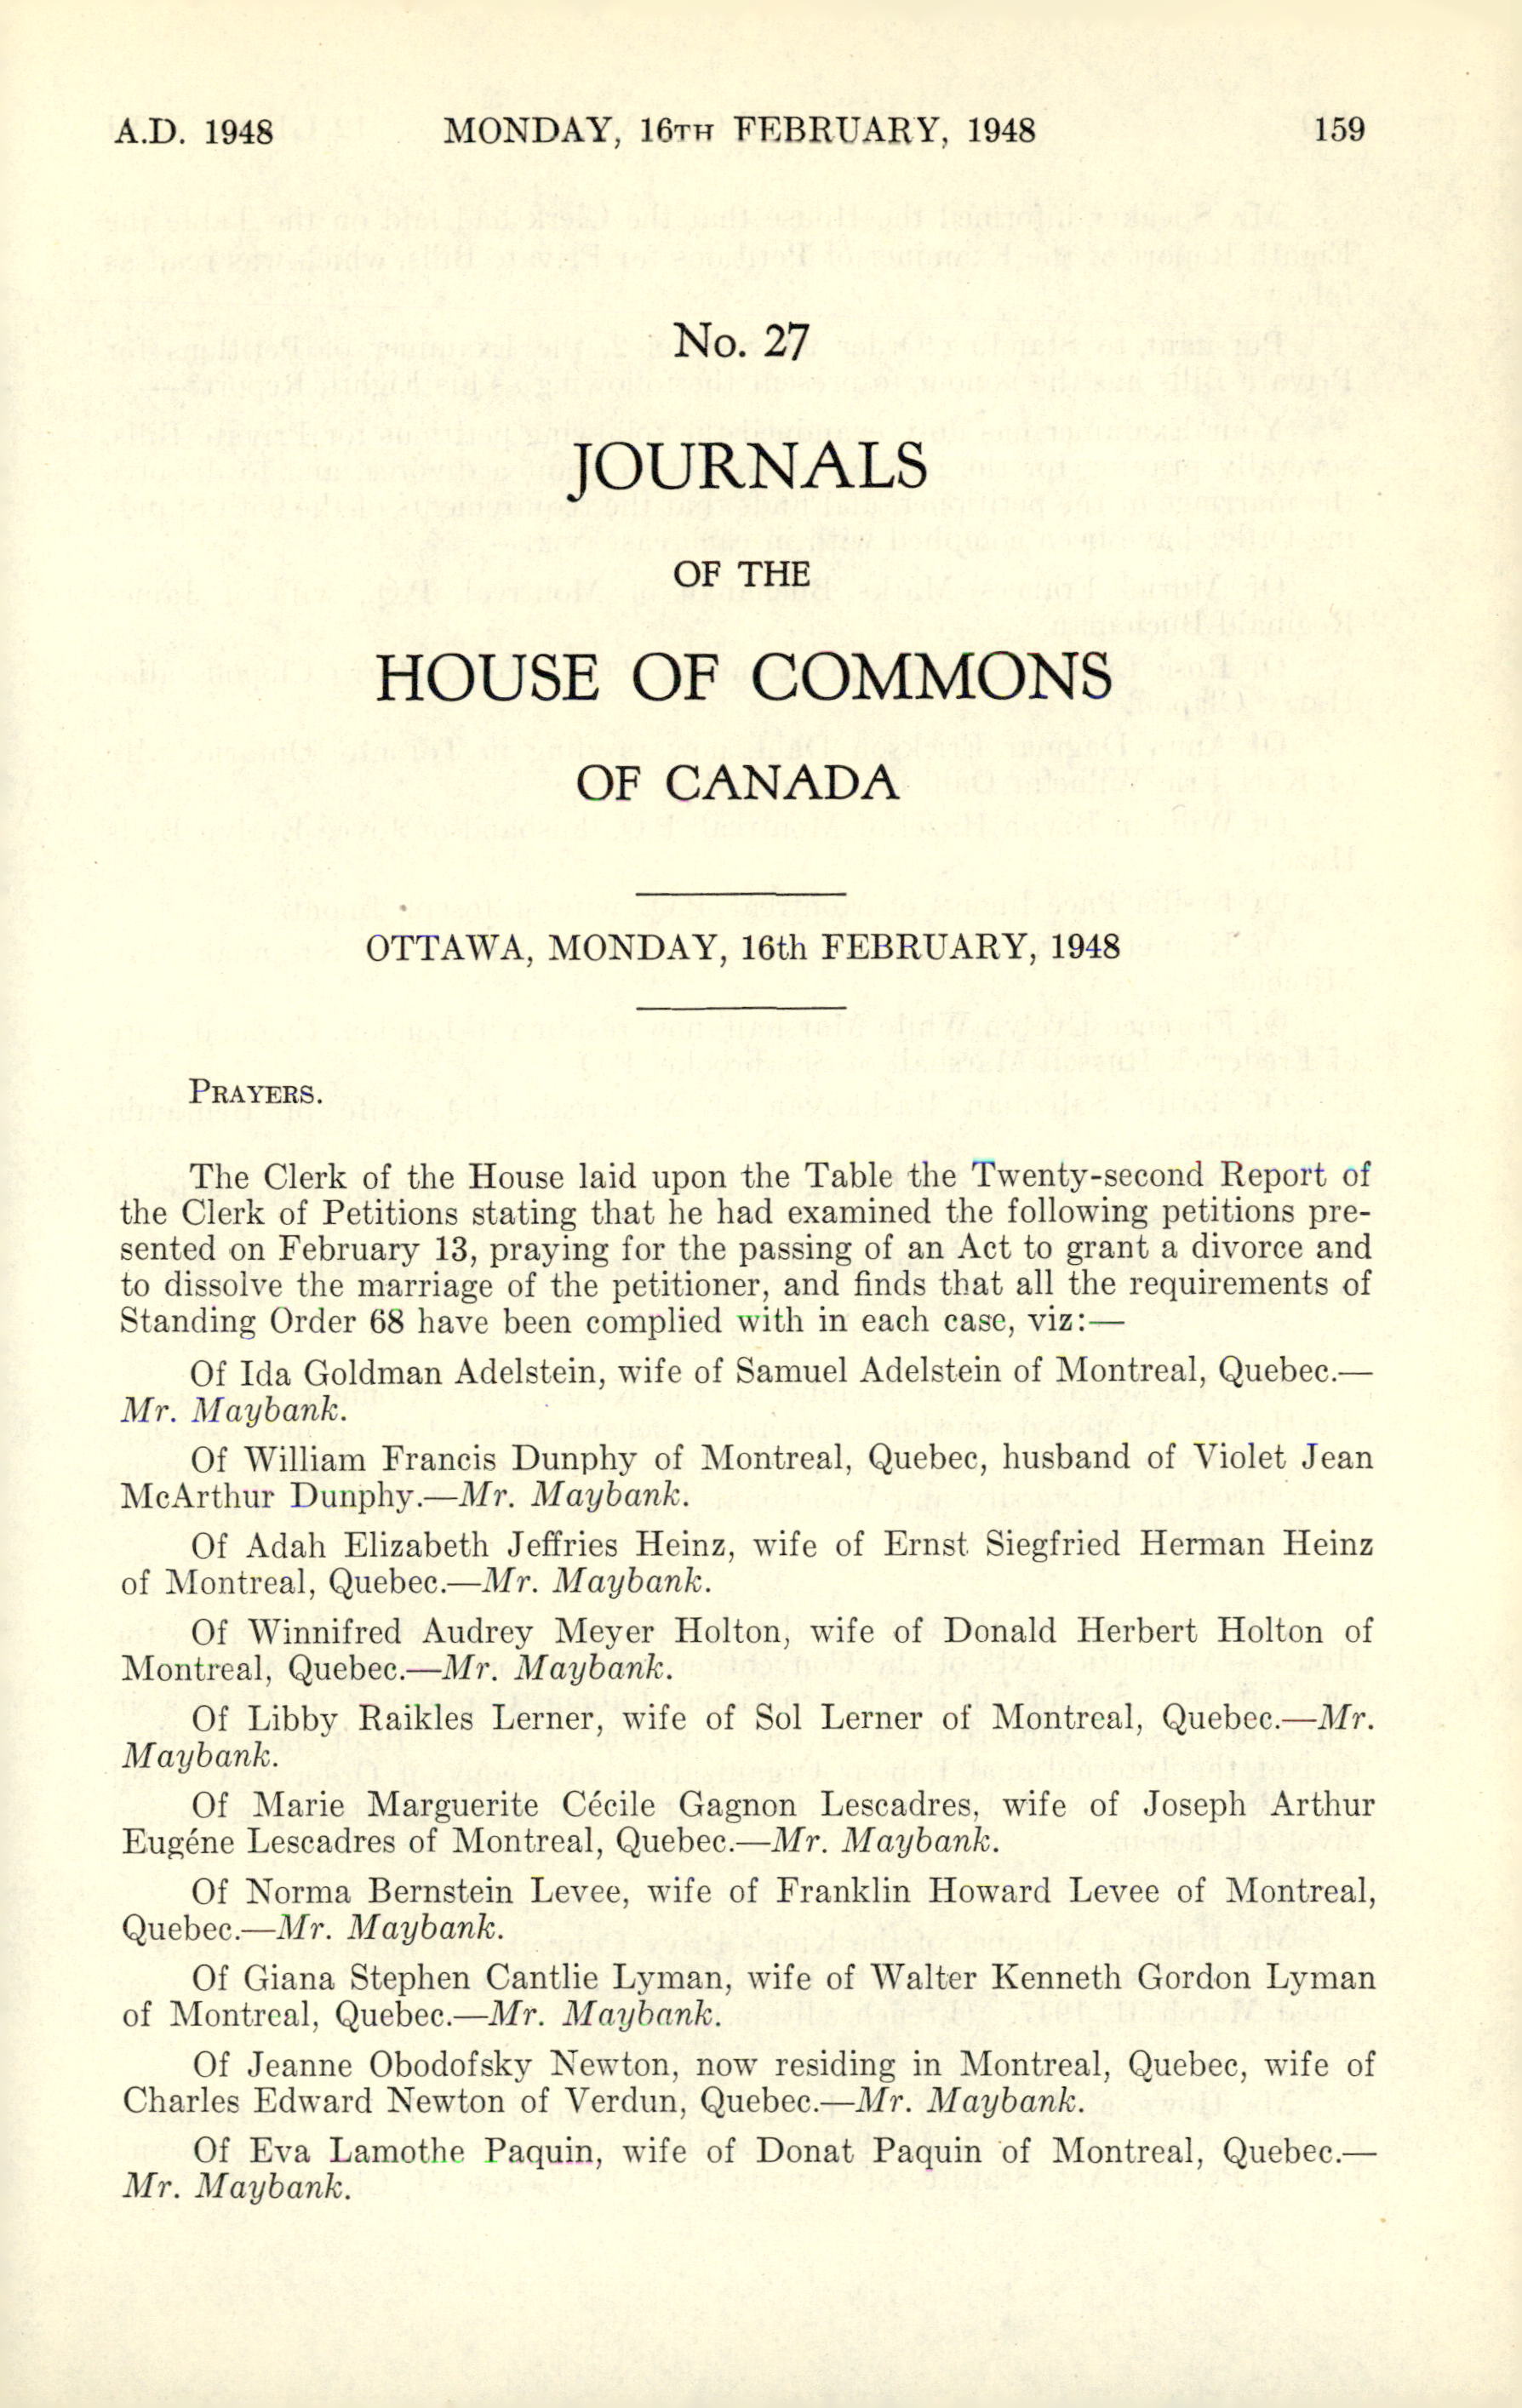 A.D. 1948 MONDAY, 16TH FEBRUARY, 1948 159
No. 27
JOURNALS
OF THE
HOUSE OF COMMONS
OF CANADA
OTTAWA, MONDAY, 16th FEBRUARY, 1948
PRAYERS.
The Clerk of the House laid upon the Table the Twenty-second Report of
the Clerk of Petitions stating that he had examined the following petitions pre-
sented on February 13, praying for the passing of an Act to grant a divorce and
to dissolve the marriage of the petitioner, and finds that all the requirements of
Standing Order 68 have been complied with in each case, viz:—
Of Ida Goldman Adelstein, wife of Samuel Adelstein of Montreal, Quebec.—
Mr. Maybank.
Of William Francis Dunphy of Montreal, Quebec, husband of Violet Jean
McArthur Dunphy.—Mr. Maybank.
Of Adah Elizabeth Jeffries Heinz, wife of Ernst Siegfried Herman Heinz
of Montreal, Quebec.—Mr. Maybank.
Of Winnifred Audrey Meyer Holton, wife of Donald Herbert Holton of
Montreal, Quebec.—Mr. Maybank.
Of Libby Raikles Lerner, wife of Sol Lerner of Montreal, Quebec.—Mr.
Maybank.
Of Marie Marguerite Cécile Gagnon Lescadres, wife of Joseph Arthur
Eugéne Lescadres of Montreal, Quebec.—Mr. Maybank.
Of Norma Bernstein Levee, wife of Franklin Howard Levee of Montreal,
Quebec.—Mr. Maybank.
Of Giana Stephen Cantlie Lyman, wife of Walter Kenneth Gordon Lyman
of Montreal, Quebec.—Mr. Maybank.
Of Jeanne Obodofsky Newton, now residing in Montreal, Quebec, wife of
Charles Edward Newton of Verdun, Quebec.—Mr. Maybank.
Of Eva Lamothe Paquin, wife of Donat Paquin of Montreal, Quebec.—
Mr. Maybank.